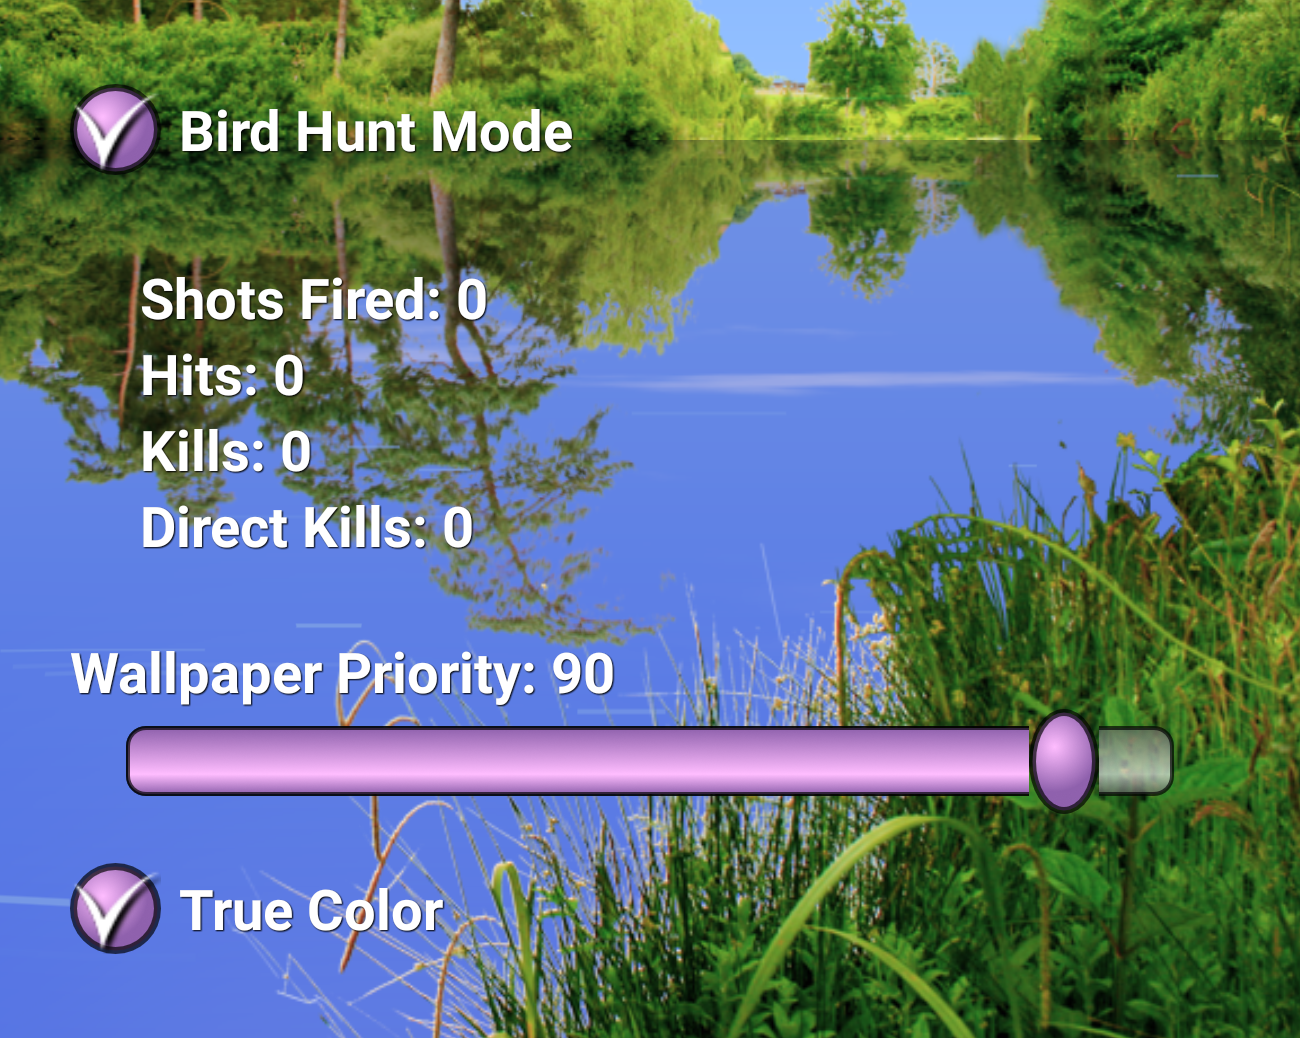 Bird Hunt Mode
Shots Fired: 0
Hits: 0
Kills: 0
Direct Kills: 0
Wallpaper Priority: 90
True Color